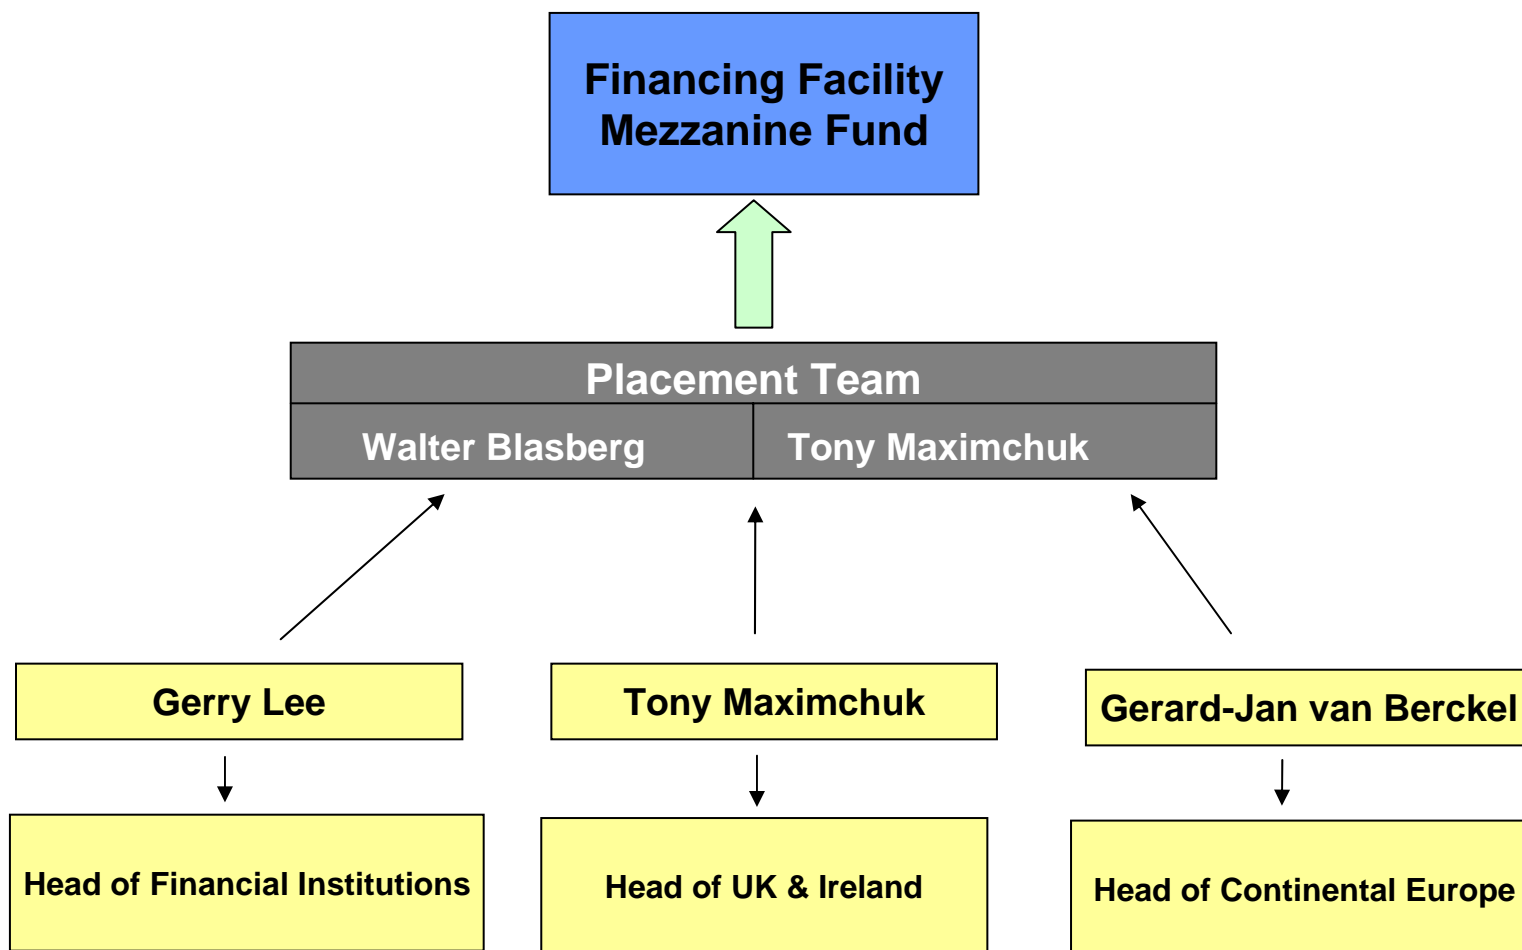 Financing Facility
Mezzanine Fund
Placement Team
Walter Blasberg
Tony Maximchuk
Gerry Lee
Tony Maximchuk
Gerard-Jan van Berckel
Head of Financial Institutions
Head of UK & Ireland
Head of Continental Europe